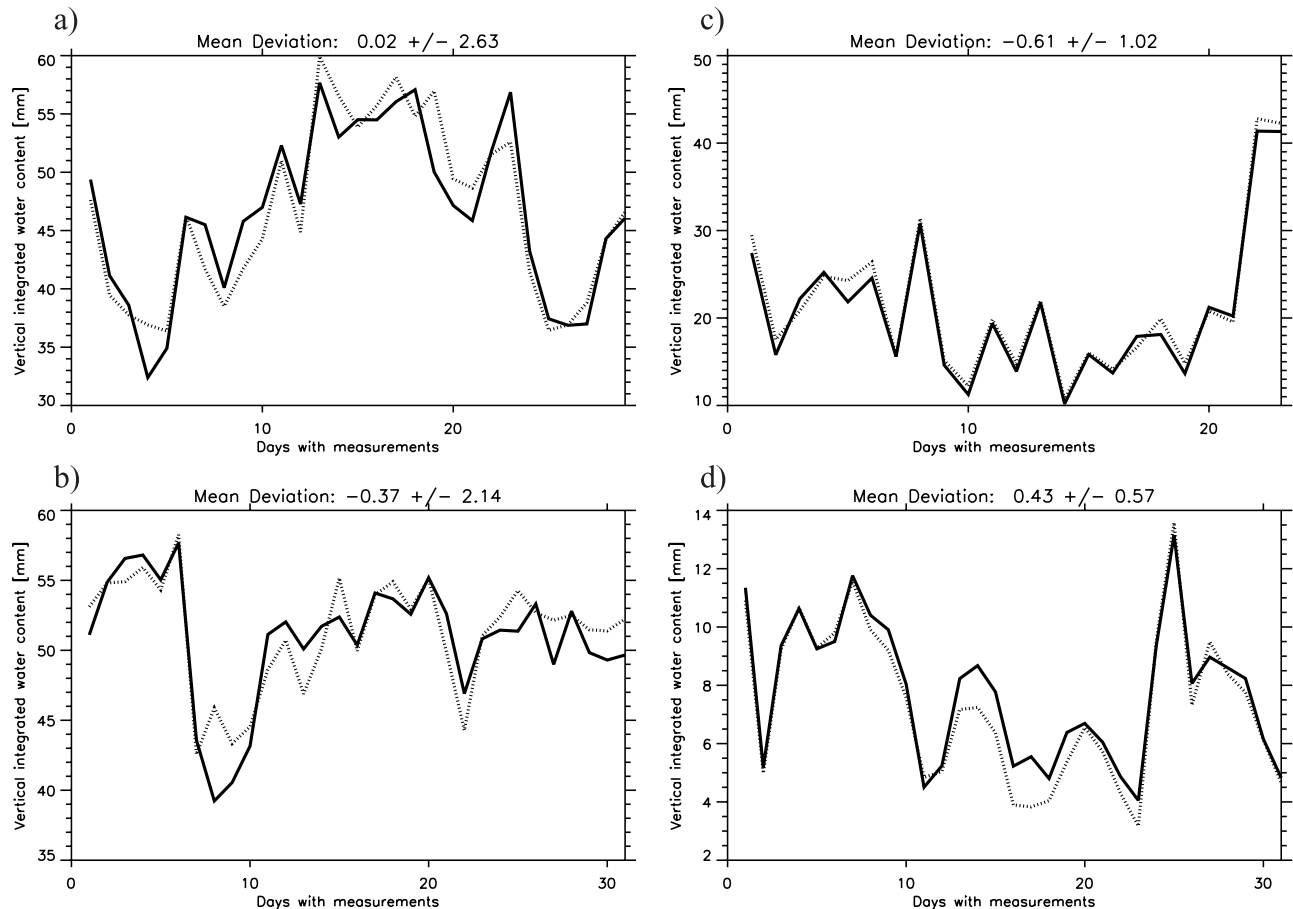 a)
Mean Deviation: 0.02 +/− 2.63
60
55
50
45
40
35
30
Vertical integrated water content [mm]
0 10 20
Days with measurements
c)
Mean Deviation: −0.61 +/− 1.02
50
40
30
20
10
Vertical integrated water content [mm]
0 10 20
Days with measurements
b)
Mean Deviation: −0.37 +/− 2.14
60
55
50
45
40
35
Vertical integrated water content [mm]
0 10 20 30
Days with measurements
d)
Mean Deviation: 0.43 +/− 0.57
14
12
10
8
6
4
2
Vertical integrated water content [mm]
0 10 20 30
Days with measurements